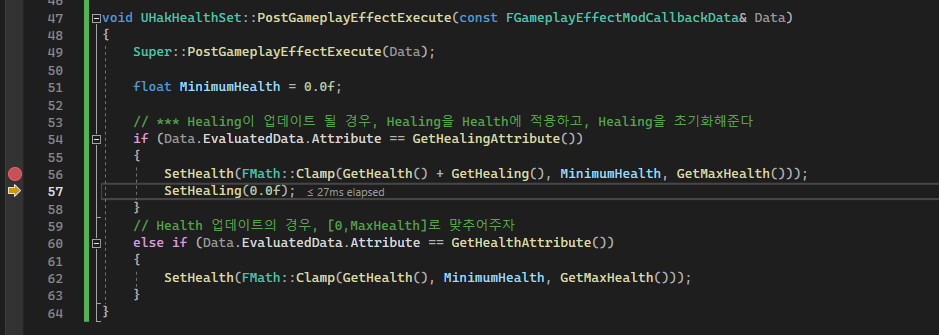 47 void UHakHealthSet::PostGameplayEffectExecute(const FGameplayEffectModCallbackData& Data)
48 {
49 Super::PostGameplayEffectExecute(Data);
50
51 float MinimumHealth = 0.0f;
52
53 // *** Healing이 업데이트 될 경우, Healing을 Health에 적용하고, Healing을 초기화해준다
54 if (Data.EvaluatedData.Attribute == GetHealingAttribute())
55 {
56 SetHealth(FMath::Clamp(GetHealth() + GetHealing(), MinimumHealth, GetMaxHealth()));
57 SetHealing(0.0f); ≤ 27ms elapsed
58 }
59 // Health 업데이트의 경우, [0,MaxHealth]로 맞추어주자
60 else if (Data.EvaluatedData.Attribute == GetHealthAttribute())
61 {
62 SetHealth(FMath::Clamp(GetHealth(), MinimumHealth, GetMaxHealth()));
63 }
64 }